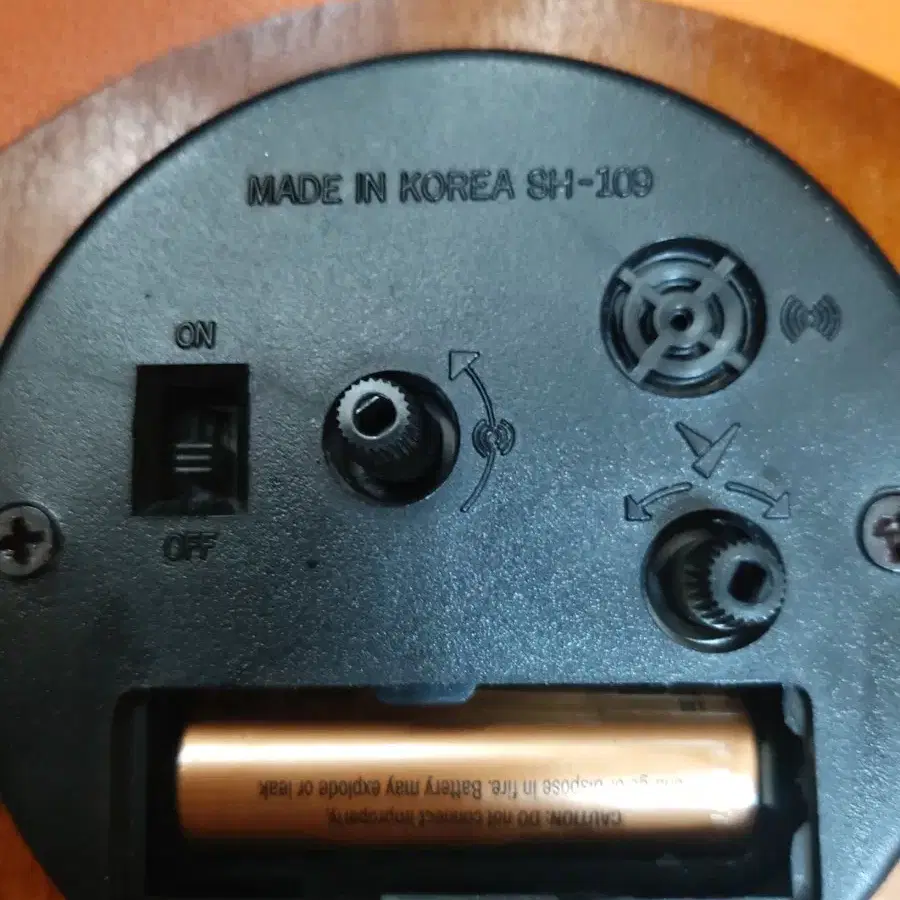 MADE IN KOREA SH-109
ON
OFF
dispose in fire. Battery may explode or leak
CAUTION: DO not connect improperly,